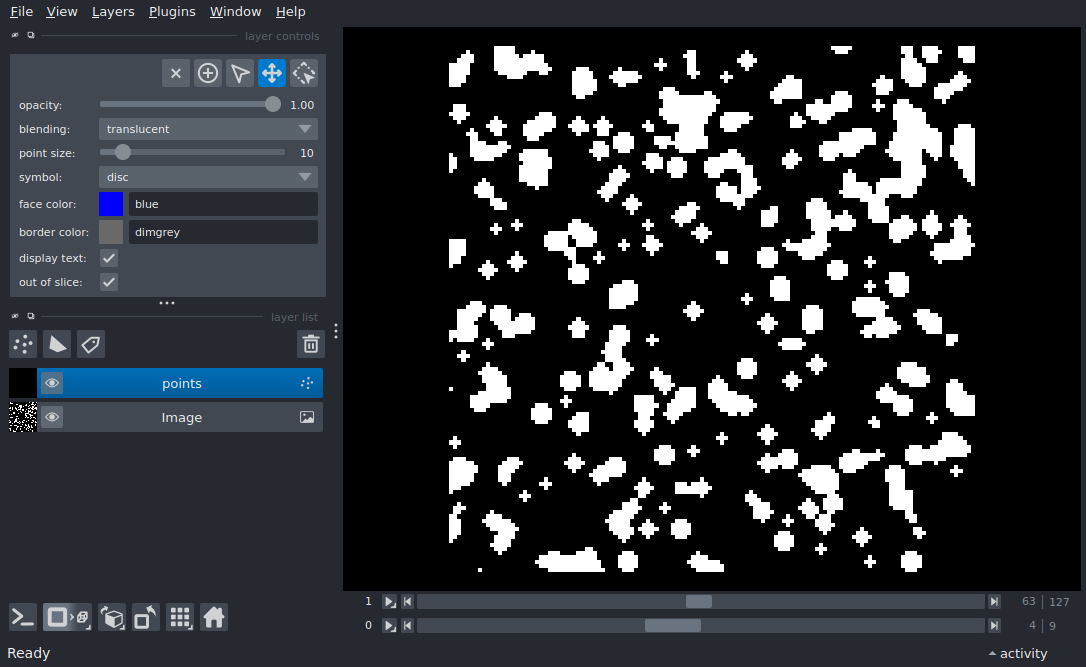 File View Layers Plugins Window Help
layer controls
opacity: 1.00
blending: translucent
point size: 10
symbol: disc
face color: blue
border color: dimgrey
display text:
out of slice:
layer list
points
Image
1 63 127
0 4 9
Ready activity